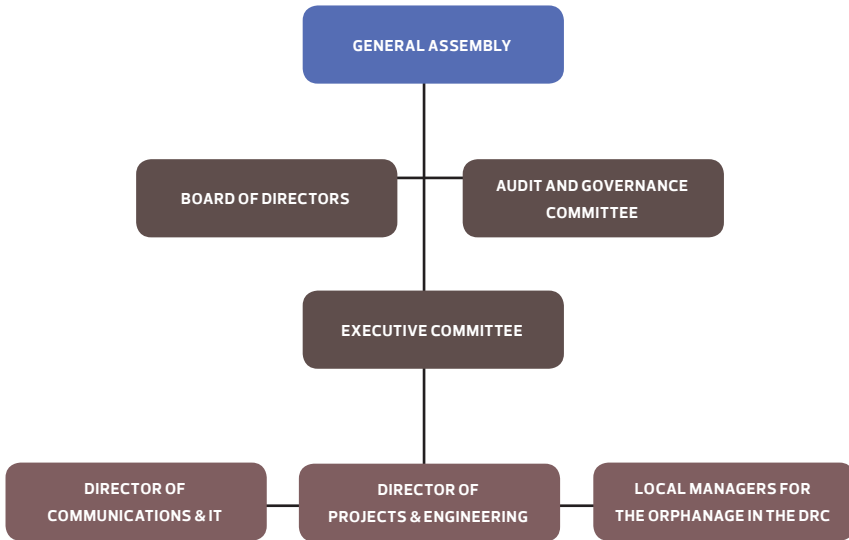 GENERAL ASSEMBLY
BOARD OF DIRECTORS
AUDIT AND GOVERNANCE
COMMITTEE
EXECUTIVE COMMITTEE
DIRECTOR OF
COMMUNICATIONS & IT
DIRECTOR OF
PROJECTS & ENGINEERING
LOCAL MANAGERS FOR
THE ORPHANAGE IN THE DRC